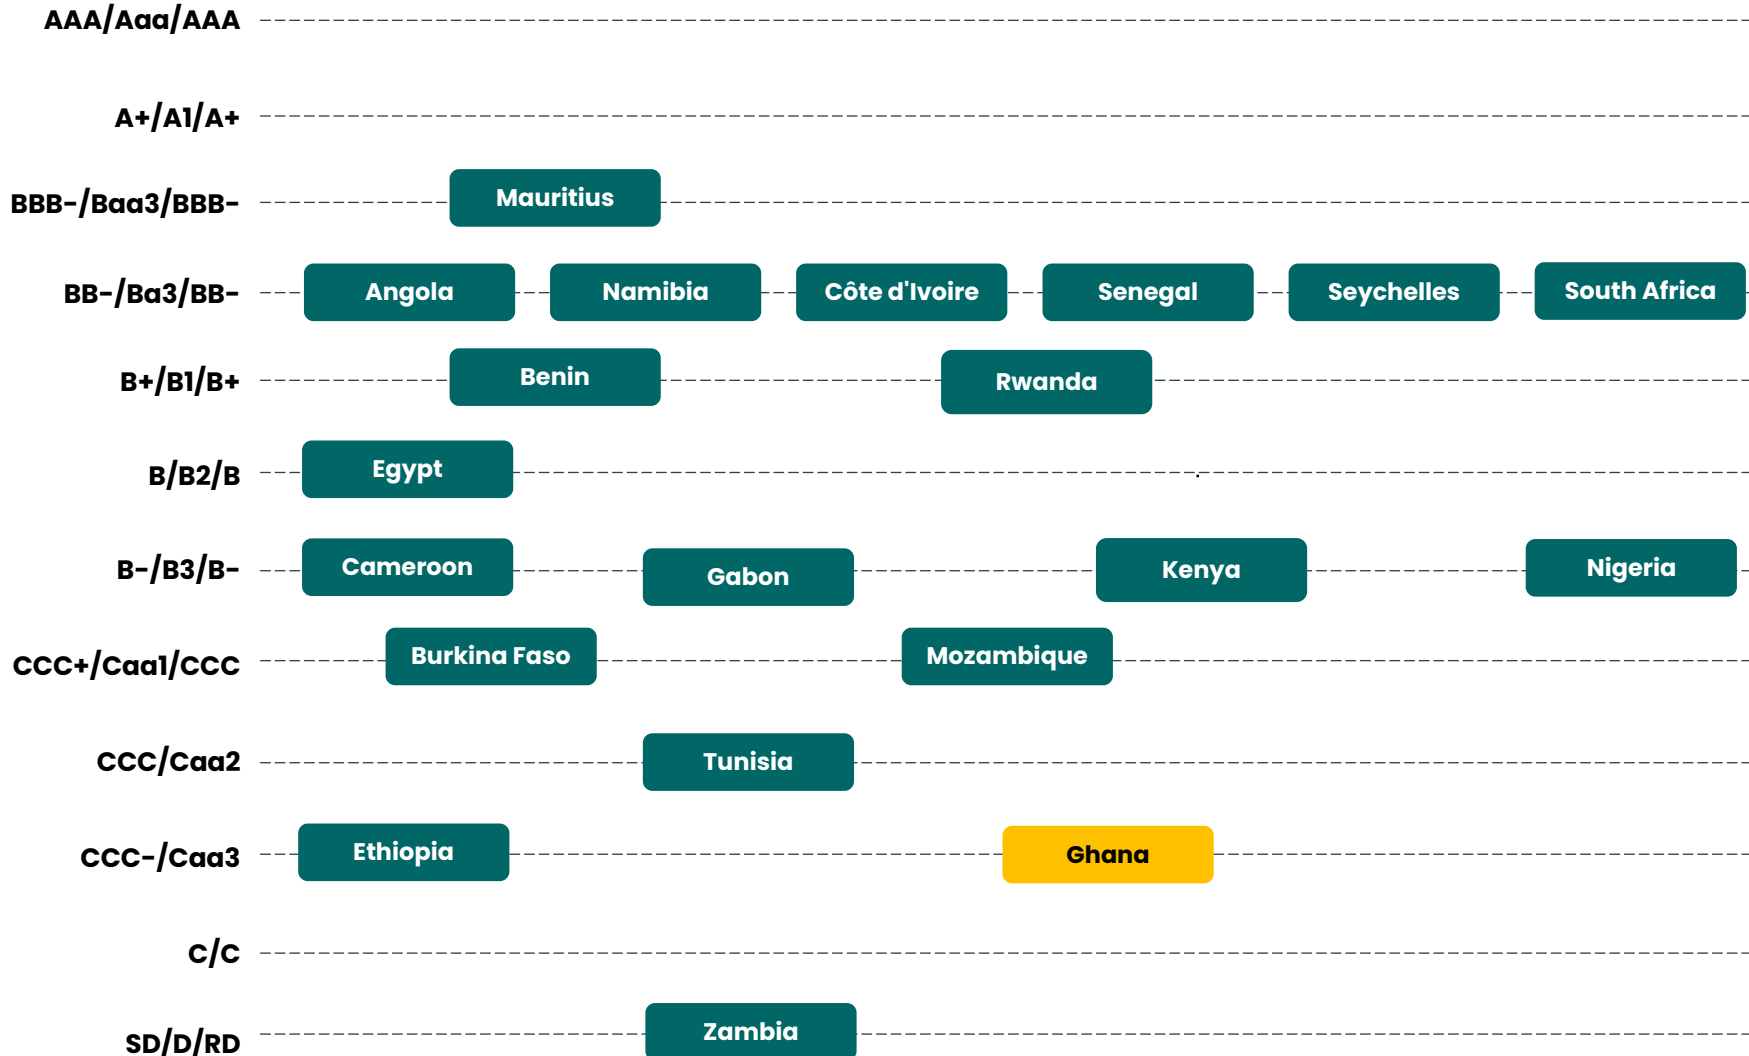 AAA/Aaa/AAA
A+/A1/A+
BBB-/Baa3/BBB- Mauritius
BB-/Ba3/BB- Angola Namibia Côte d'Ivoire Senegal Seychelles South Africa
B+/B1/B+ Benin Rwanda
B/B2/B Egypt
B-/B3/B- Cameroon Gabon Kenya Nigeria
CCC+/Caa1/CCC Burkina Faso Mozambique
CCC/Caa2 Tunisia
CCC-/Caa3 Ethiopia Ghana
C/C
SD/D/RD Zambia